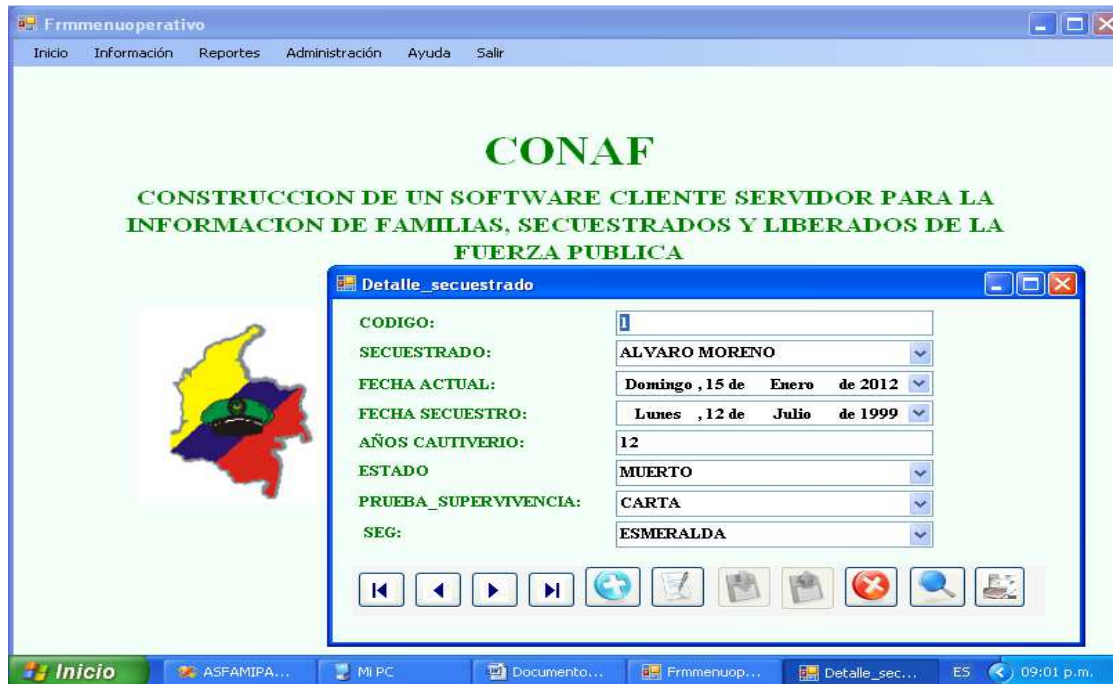 Frmmenuoperativo
Inicio Información Reportes Administración Ayuda Salir
CONAF
CONSTRUCCION DE UN SOFTWARE CLIENTE SERVIDOR PARA LA
INFORMACION DE FAMILIAS, SECUESTRADOS Y LIBERADOS DE LA
FUERZA PUBLICA
Detalle_secuestrado
CODIGO: 1
SECUESTRADO: ALVARO MORENO
FECHA ACTUAL: Domingo , 15 de Enero de 2012
FECHA SECUESTRO: Lunes , 12 de Julio de 1999
AÑOS CAUTIVERIO: 12
ESTADO MUERTO
PRUEBA_SUPERVIVENCIA: CARTA
SEG: ESMERALDA
Inicio ASFAMIPA... Mi PC Documento... Frmmenuop... Detalle_sec... ES 09:01 p.m.